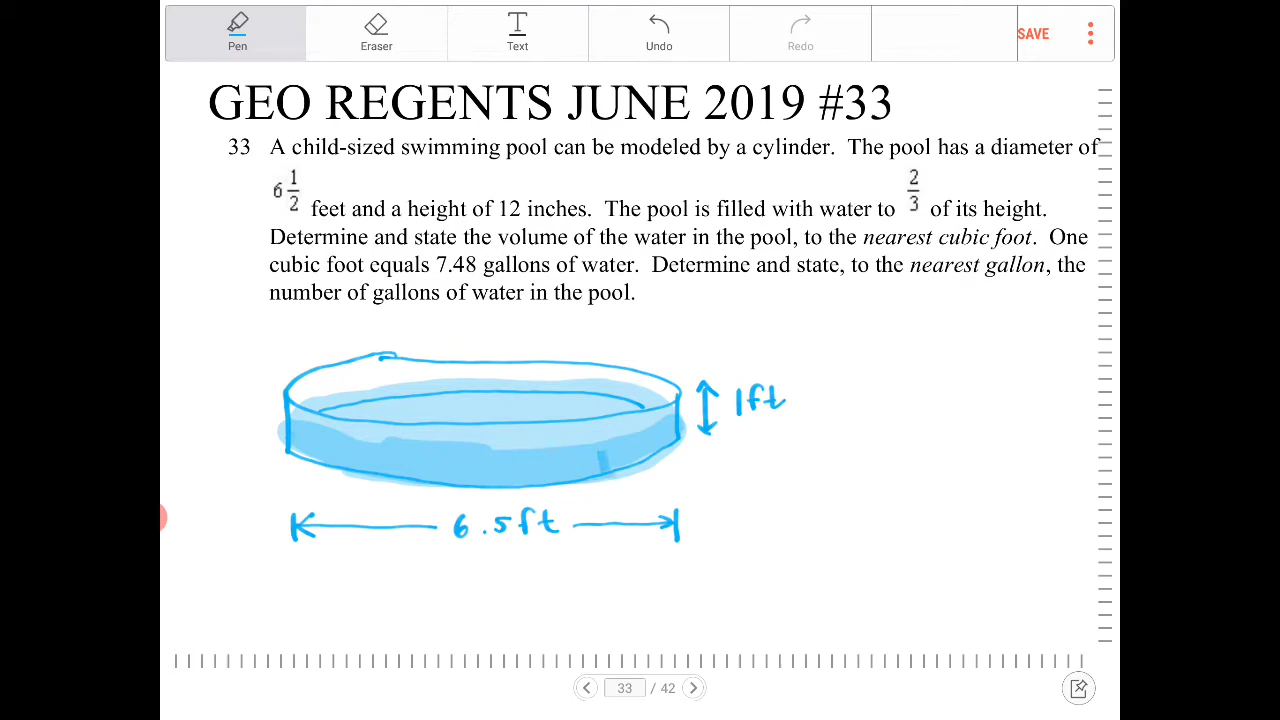 Pen
Eraser
Text
Undo
Redo
SAVE
GEO REGENTS JUNE 2019 #33
33 A child-sized swimming pool can be modeled by a cylinder. The pool has a diameter of
6 1/2 feet and a height of 12 inches. The pool is filled with water to 2/3 of its height.
Determine and state the volume of the water in the pool, to the nearest cubic foot. One
cubic foot equals 7.48 gallons of water. Determine and state, to the nearest gallon, the
number of gallons of water in the pool.
1ft
6.5ft
33 / 42